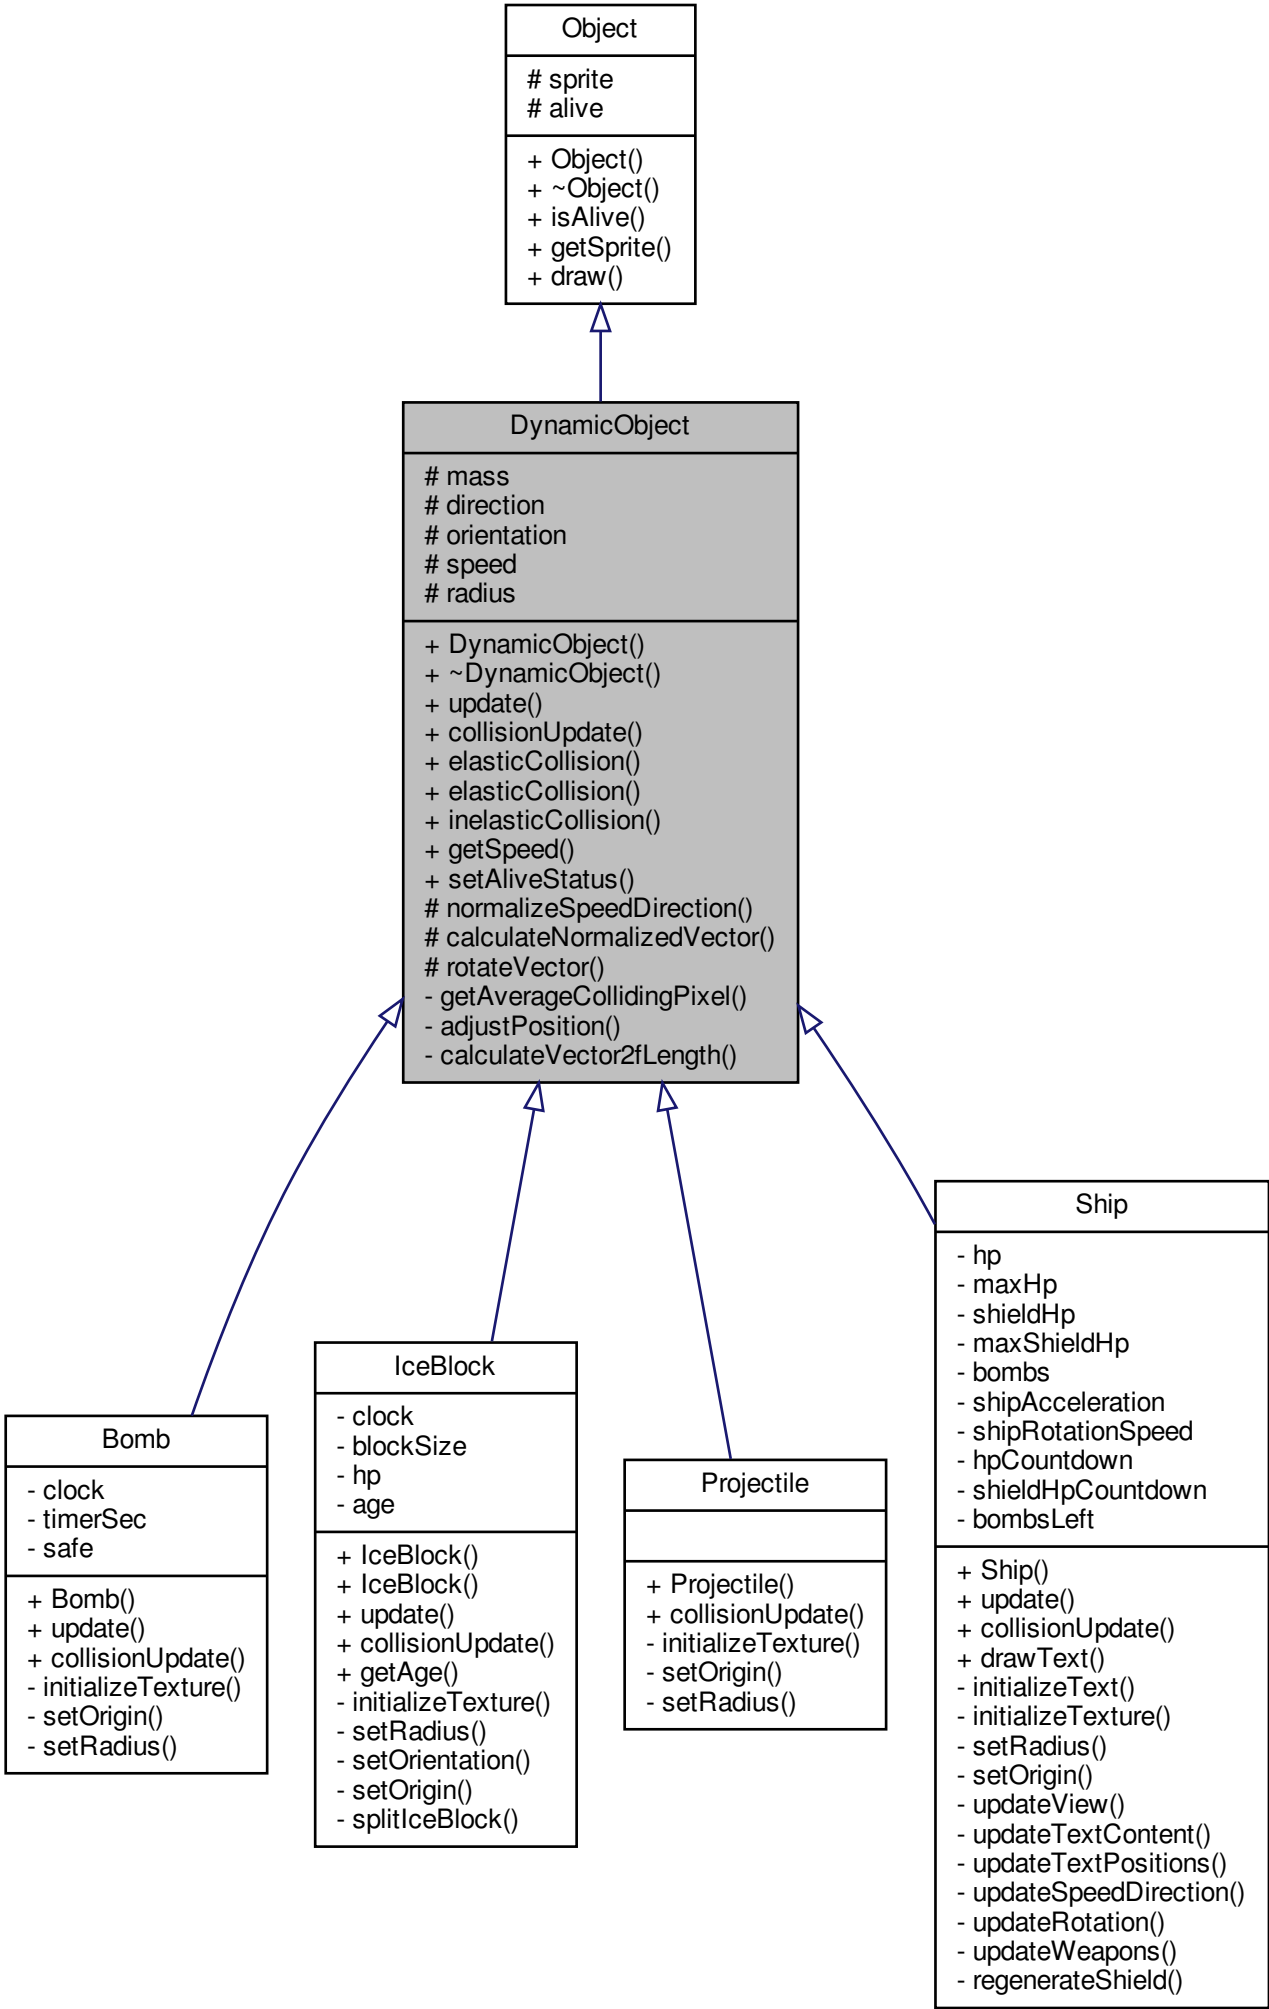 Object
# sprite
# alive
+ Object()
+ ~Object()
+ isAlive()
+ getSprite()
+ draw()
DynamicObject
# mass
# direction
# orientation
# speed
# radius
+ DynamicObject()
+ ~DynamicObject()
+ update()
+ collisionUpdate()
+ elasticCollision()
+ elasticCollision()
+ inelasticCollision()
+ getSpeed()
+ setAliveStatus()
# normalizeSpeedDirection()
# calculateNormalizedVector()
# rotateVector()
- getAverageCollidingPixel()
- adjustPosition()
- calculateVector2fLength()
Bomb
- clock
- timerSec
- safe
+ Bomb()
+ update()
+ collisionUpdate()
- initializeTexture()
- setOrigin()
- setRadius()
IceBlock
- clock
- blockSize
- hp
- age
+ IceBlock()
+ IceBlock()
+ update()
+ collisionUpdate()
+ getAge()
- initializeTexture()
- setRadius()
- setOrientation()
- setOrigin()
- splitIceBlock()
Projectile
+ Projectile()
+ collisionUpdate()
- initializeTexture()
- setOrigin()
- setRadius()
Ship
- hp
- maxHp
- shieldHp
- maxShieldHp
- bombs
- shipAcceleration
- shipRotationSpeed
- hpCountdown
- shieldHpCountdown
- bombsLeft
+ Ship()
+ update()
+ collisionUpdate()
+ drawText()
- initializeText()
- initializeTexture()
- setRadius()
- setOrigin()
- updateView()
- updateTextContent()
- updateTextPositions()
- updateSpeedDirection()
- updateRotation()
- updateWeapons()
- regenerateShield()